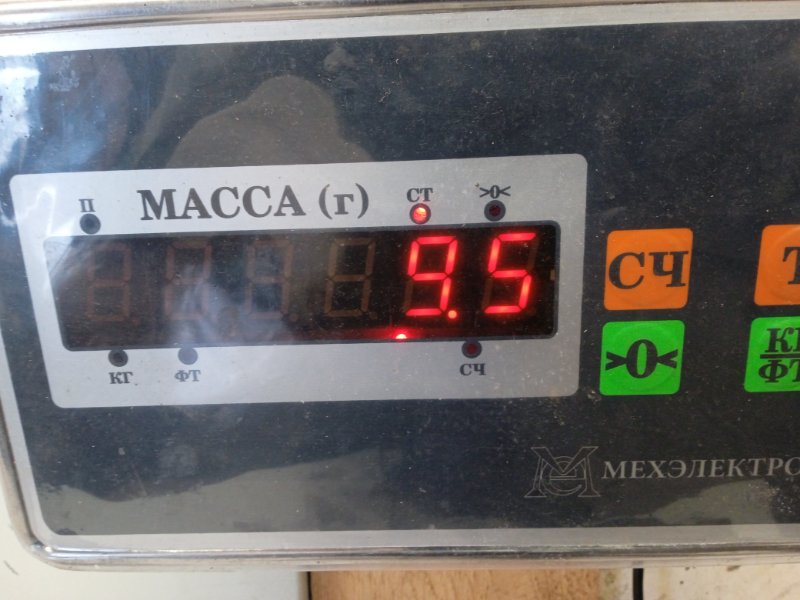 П МАССА (г) СТ >0<
9.5
КГ ФТ СЧ
СЧ
>0<
МЕХЭЛЕКТРО